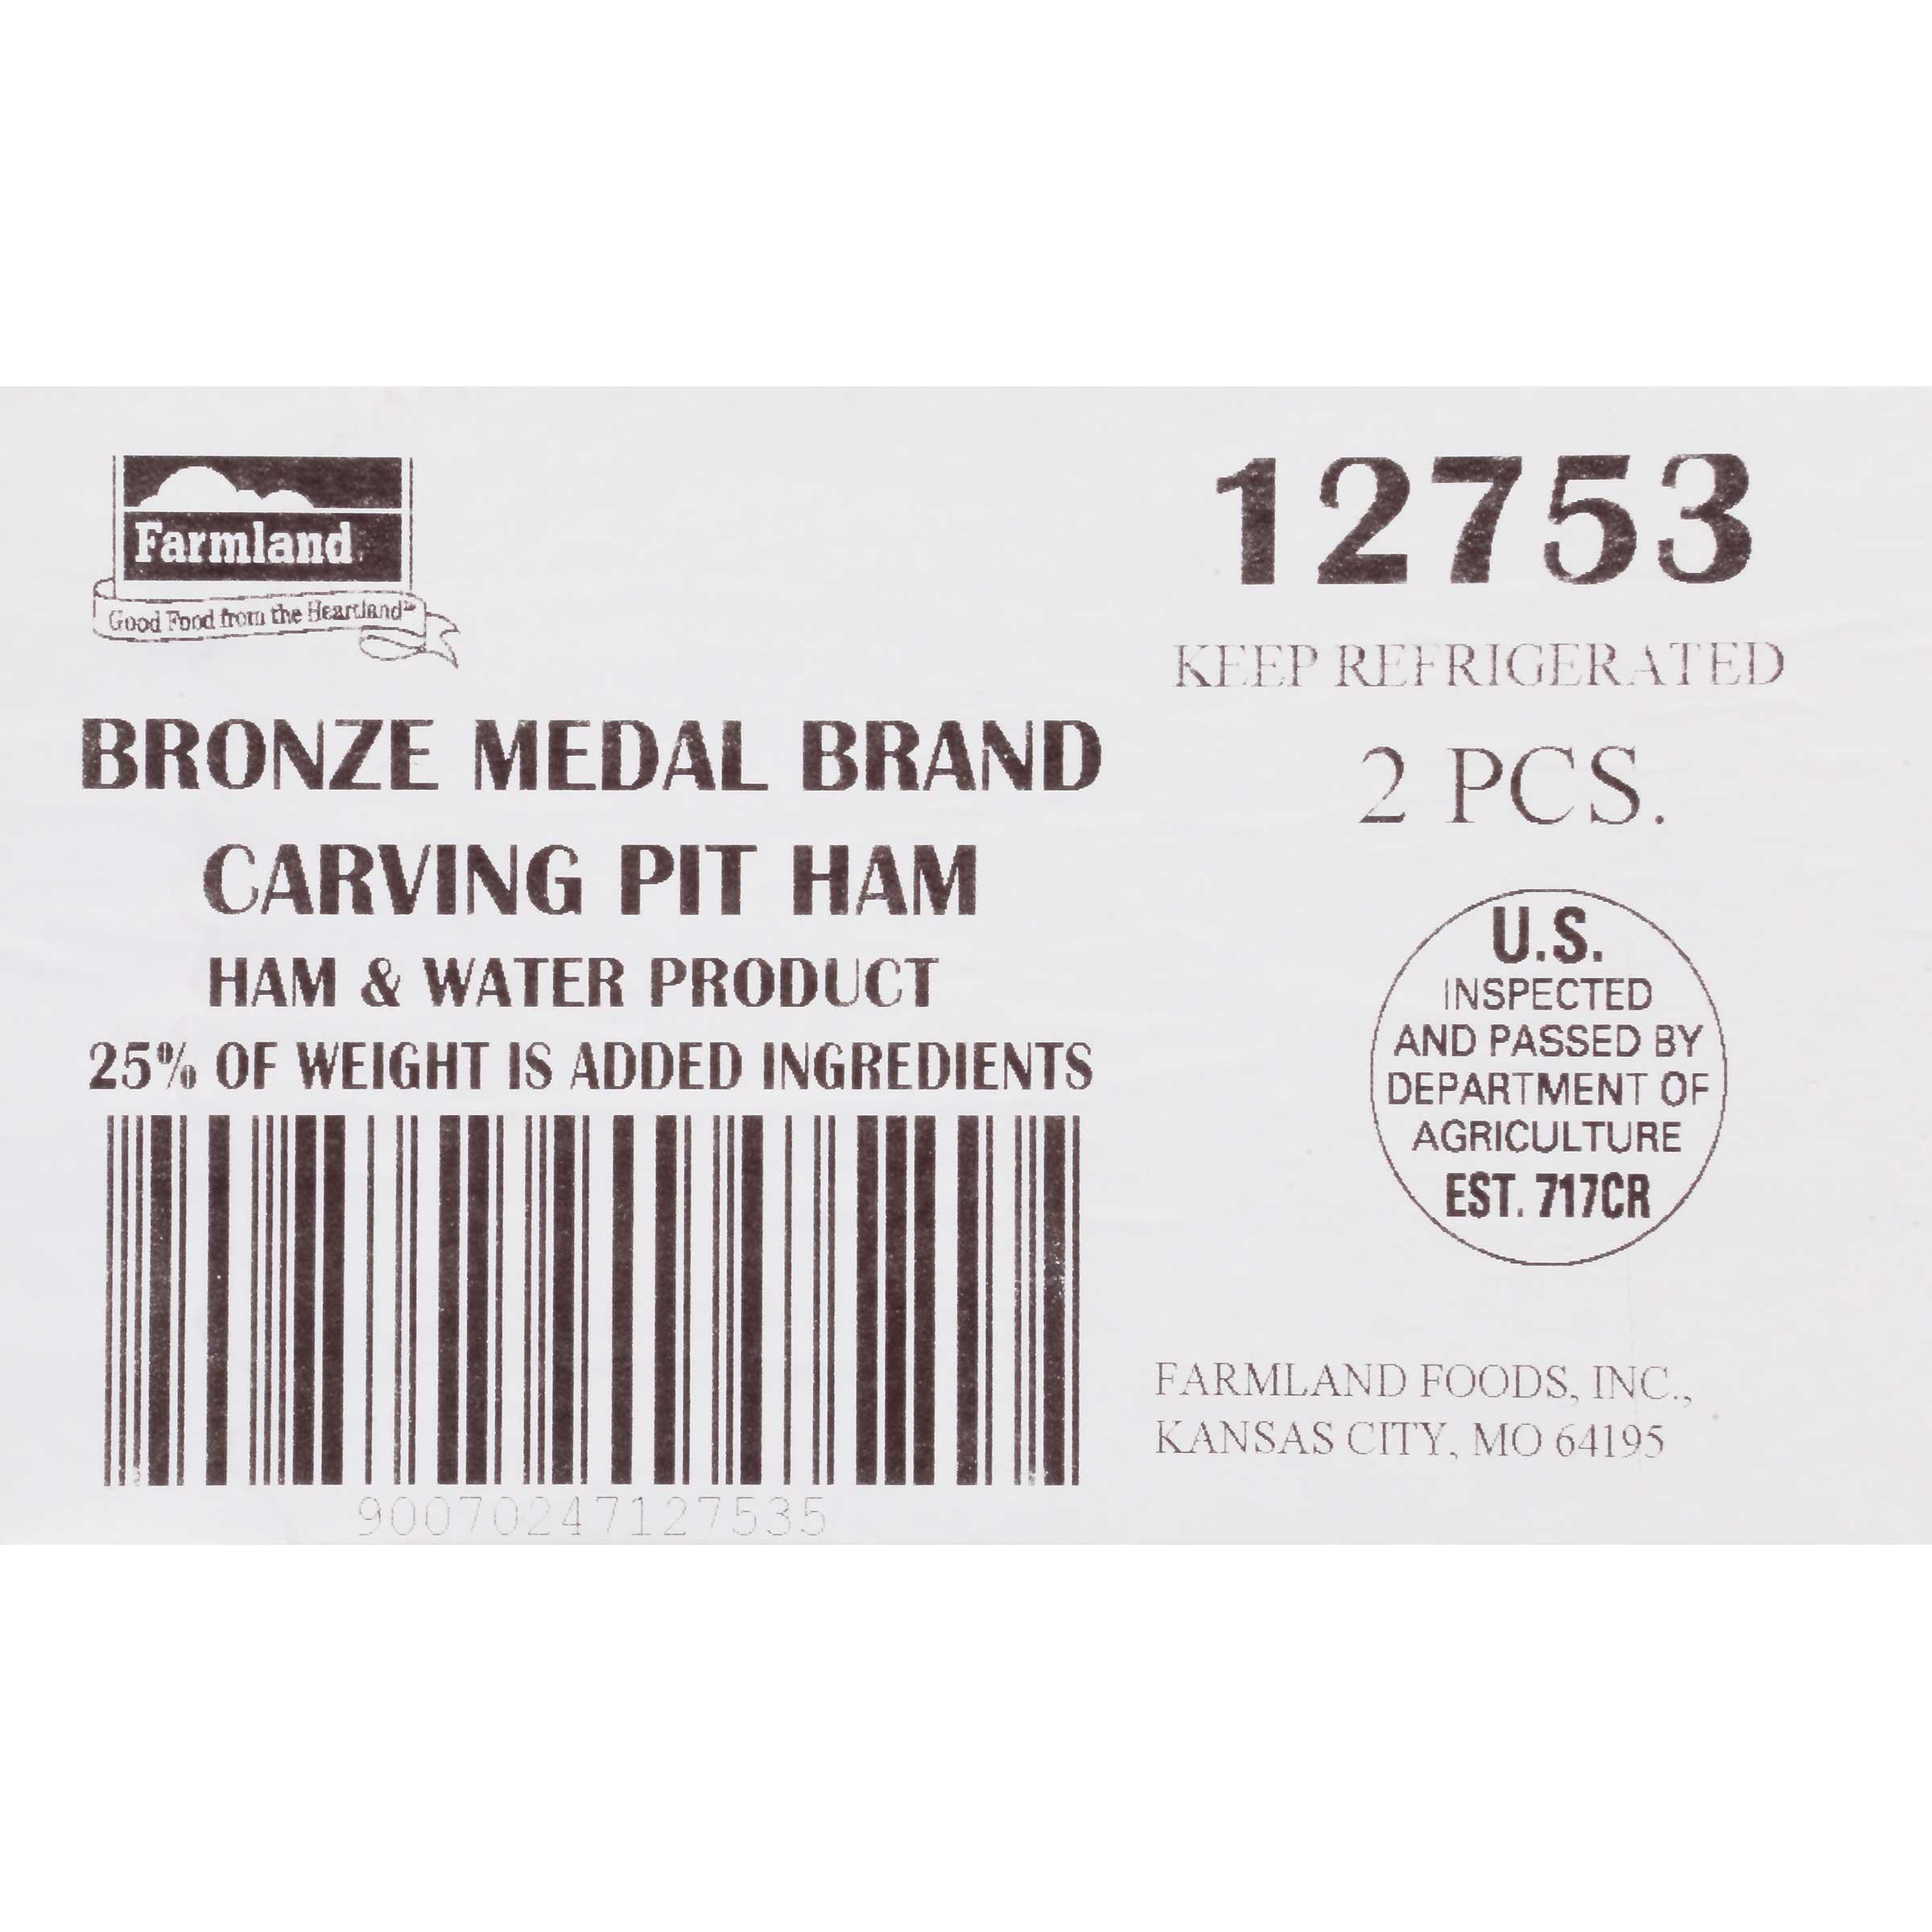 Farmland
Good Food from the Heartland™
BRONZE MEDAL BRAND
CARVING PIT HAM
HAM & WATER PRODUCT
25% OF WEIGHT IS ADDED INGREDIENTS
90070247127535
12753
KEEP REFRIGERATED
2 PCS.
U.S.
INSPECTED
AND PASSED BY
DEPARTMENT OF
AGRICULTURE
EST. 717CR
FARMLAND FOODS, INC.,
KANSAS CITY, MO 64195